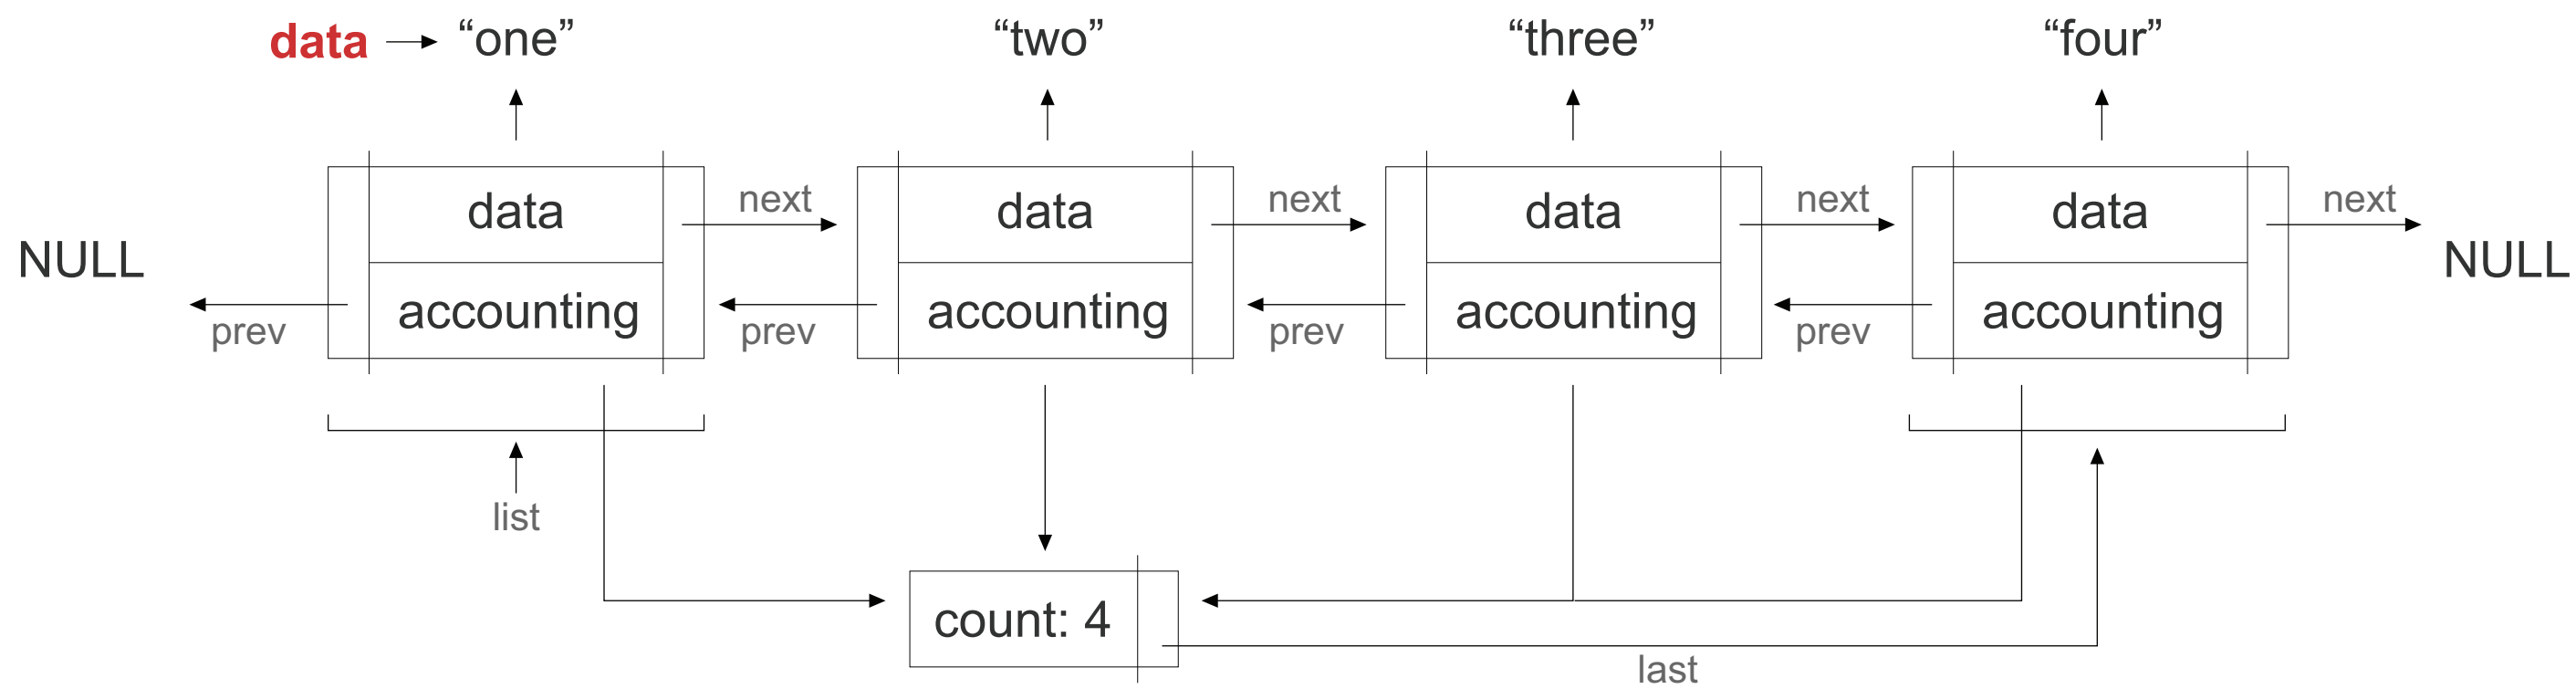 data “one” “two” “three” “four”
data next data next data next data next
NULL NULL
accounting accounting accounting accounting
prev prev prev prev
list
count: 4
last